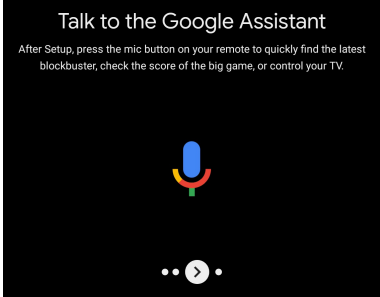 Talk to the Google Assistant
After Setup, press the mic button on your remote to quickly find the latest
blockbuster, check the score of the big game, or control your TV.